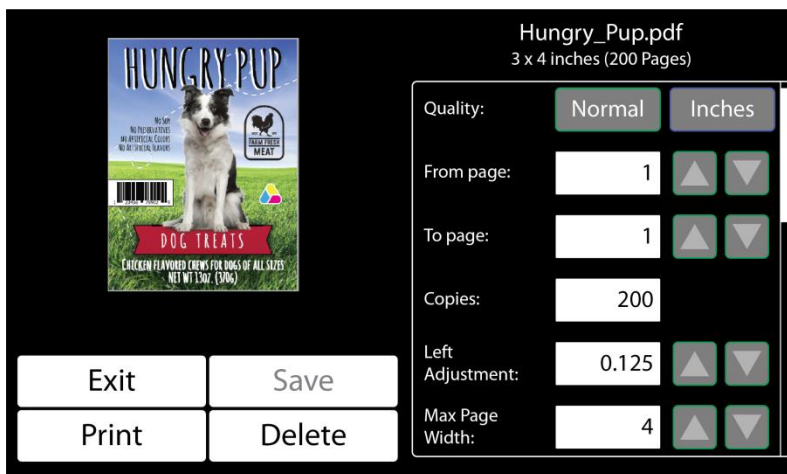 HUNGRY PUP
NO SOY
NO PRESERVATIVES
NO ARTIFICIAL COLORS
NO ARTIFICIAL FLAVORS
FARM FRESH
MEAT
DOG TREATS
CHICKEN FLAVORED CHEWS FOR DOGS OF ALL SIZES
NET WT 13OZ. (370G)
Exit
Save
Print
Delete
Hungry_Pup.pdf
3 x 4 inches (200 Pages)
Quality: Normal Inches
From page: 1
To page: 1
Copies: 200
Left
Adjustment: 0.125
Max Page
Width: 4